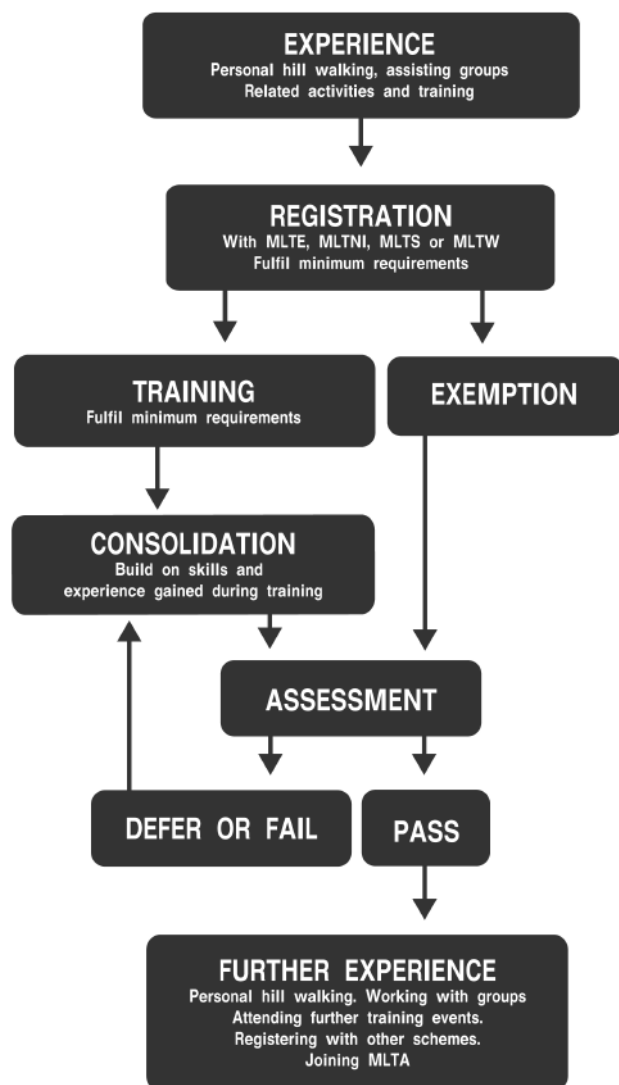 EXPERIENCE
Personal hill walking, assisting groups
Related activities and training
REGISTRATION
With MLTE, MLTNI, MLTS or MLTW
Fulfil minimum requirements
TRAINING
Fulfil minimum requirements
EXEMPTION
CONSOLIDATION
Build on skills and
experience gained during training
ASSESSMENT
DEFER OR FAIL
PASS
FURTHER EXPERIENCE
Personal hill walking. Working with groups
Attending further training events.
Registering with other schemes.
Joining MLTA